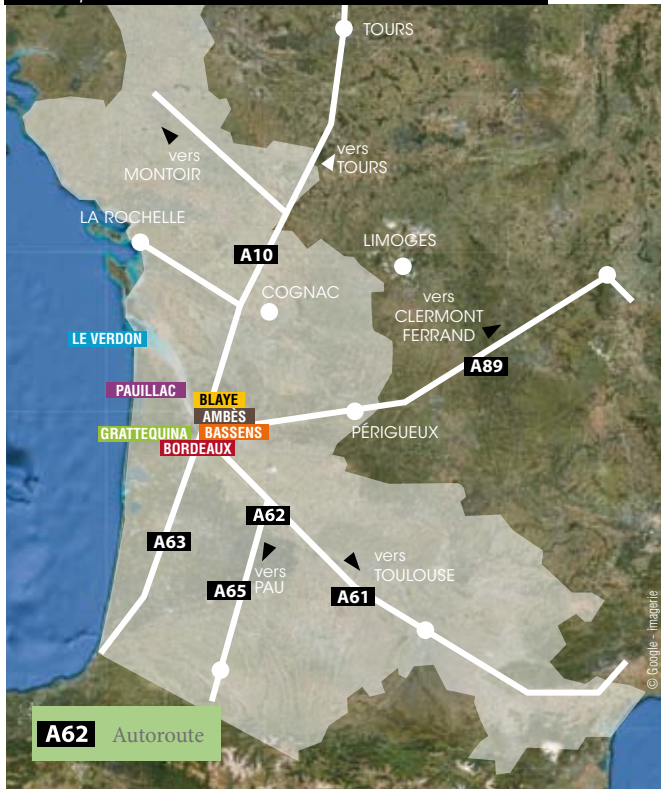 TOURS
vers
TOURS
vers
MONTOIR
LA ROCHELLE
LIMOGES
A10
COGNAC
vers
CLERMONT
FERRAND
LE VERDON
A89
PAUILLAC
BLAYE
AMBÈS
GRATTEQUINA
BASSENS
BORDEAUX
PÉRIGUEUX
A62
A63
vers
TOULOUSE
vers
PAU
A65
A61
© Google - Imagerie
A62 Autoroute